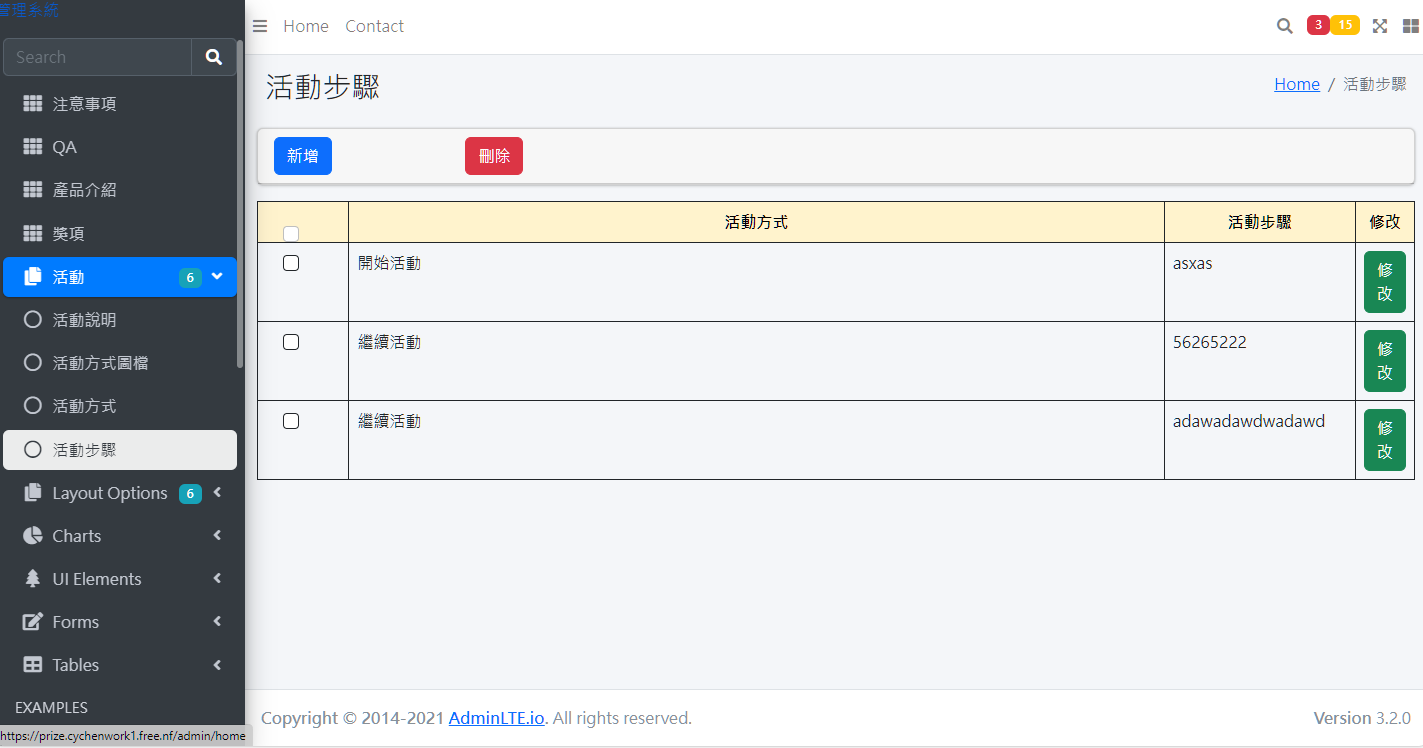 管理系統
Search
注意事項
QA
產品介紹
獎項
活動 6
活動說明
活動方式圖檔
活動方式
活動步驟
Layout Options 6
Charts
UI Elements
Forms
Tables
EXAMPLES
https://prize.cychenwork1.free.nf/admin/home
Home Contact
3 15
活動步驟
Home / 活動步驟
新增 刪除
活動方式 活動步驟 修改
開始活動 asxas 修改
繼續活動 56265222 修改
繼續活動 adawadawdwadawd 修改
Copyright © 2014-2021 AdminLTE.io. All rights reserved.
Version 3.2.0